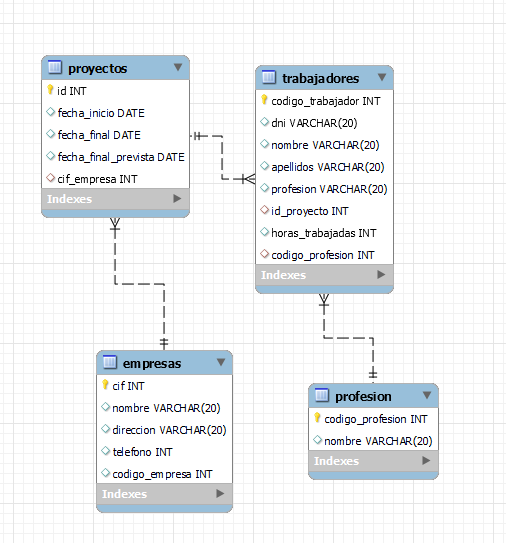 proyectos
id INT
fecha_inicio DATE
fecha_final DATE
fecha_final_prevista DATE
cif_empresa INT
Indexes
trabajadores
codigo_trabajador INT
dni VARCHAR(20)
nombre VARCHAR(20)
apellidos VARCHAR(20)
profesion VARCHAR(20)
id_proyecto INT
horas_trabajadas INT
codigo_profesion INT
Indexes
empresas
cif INT
nombre VARCHAR(20)
direccion VARCHAR(20)
telefono INT
codigo_empresa INT
Indexes
profesion
codigo_profesion INT
nombre VARCHAR(20)
Indexes